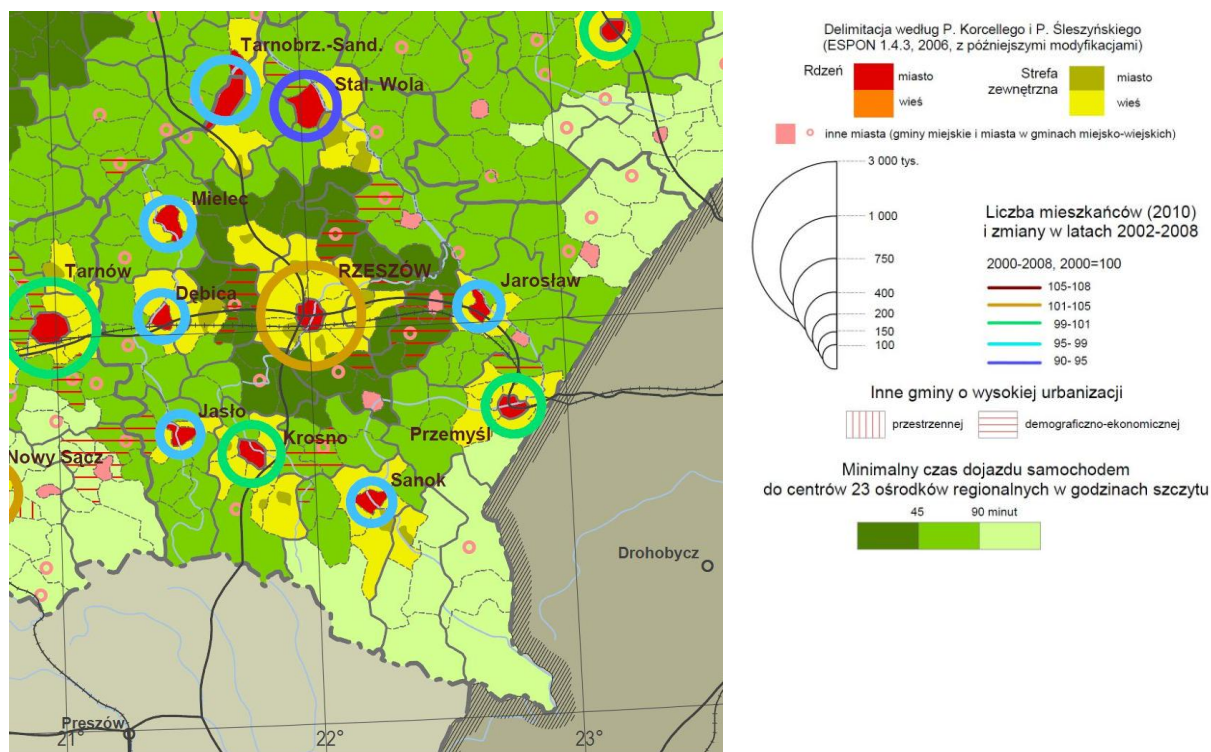 Tarnobrz.-Sand.
Stal. Wola
Mielec
Tarnów
RZESZÓW
Dębica
Jarosław
Jasło
Krosno
Przemyśl
Nowy Sącz
Sanok
Drohobycz
Preszów
21°
22°
23°
Delimitacja według P. Korcellego i P. Śleszyńskiego
(ESPON 1.4.3, 2006, z późniejszymi modyfikacjami)
Rdzeń
miasto
wieś
Strefa
zewnętrzna
miasto
wieś
inne miasta (gminy miejskie i miasta w gminach miejsko-wiejskich)
3 000 tys.
1 000
750
400
200
150
100
Liczba mieszkańców (2010)
i zmiany w latach 2002-2008
2000-2008, 2000=100
105-108
101-105
99-101
95- 99
90- 95
Inne gminy o wysokiej urbanizacji
przestrzennej
demograficzno-ekonomicznej
Minimalny czas dojazdu samochodem
do centrów 23 ośrodków regionalnych w godzinach szczytu
45
90 minut